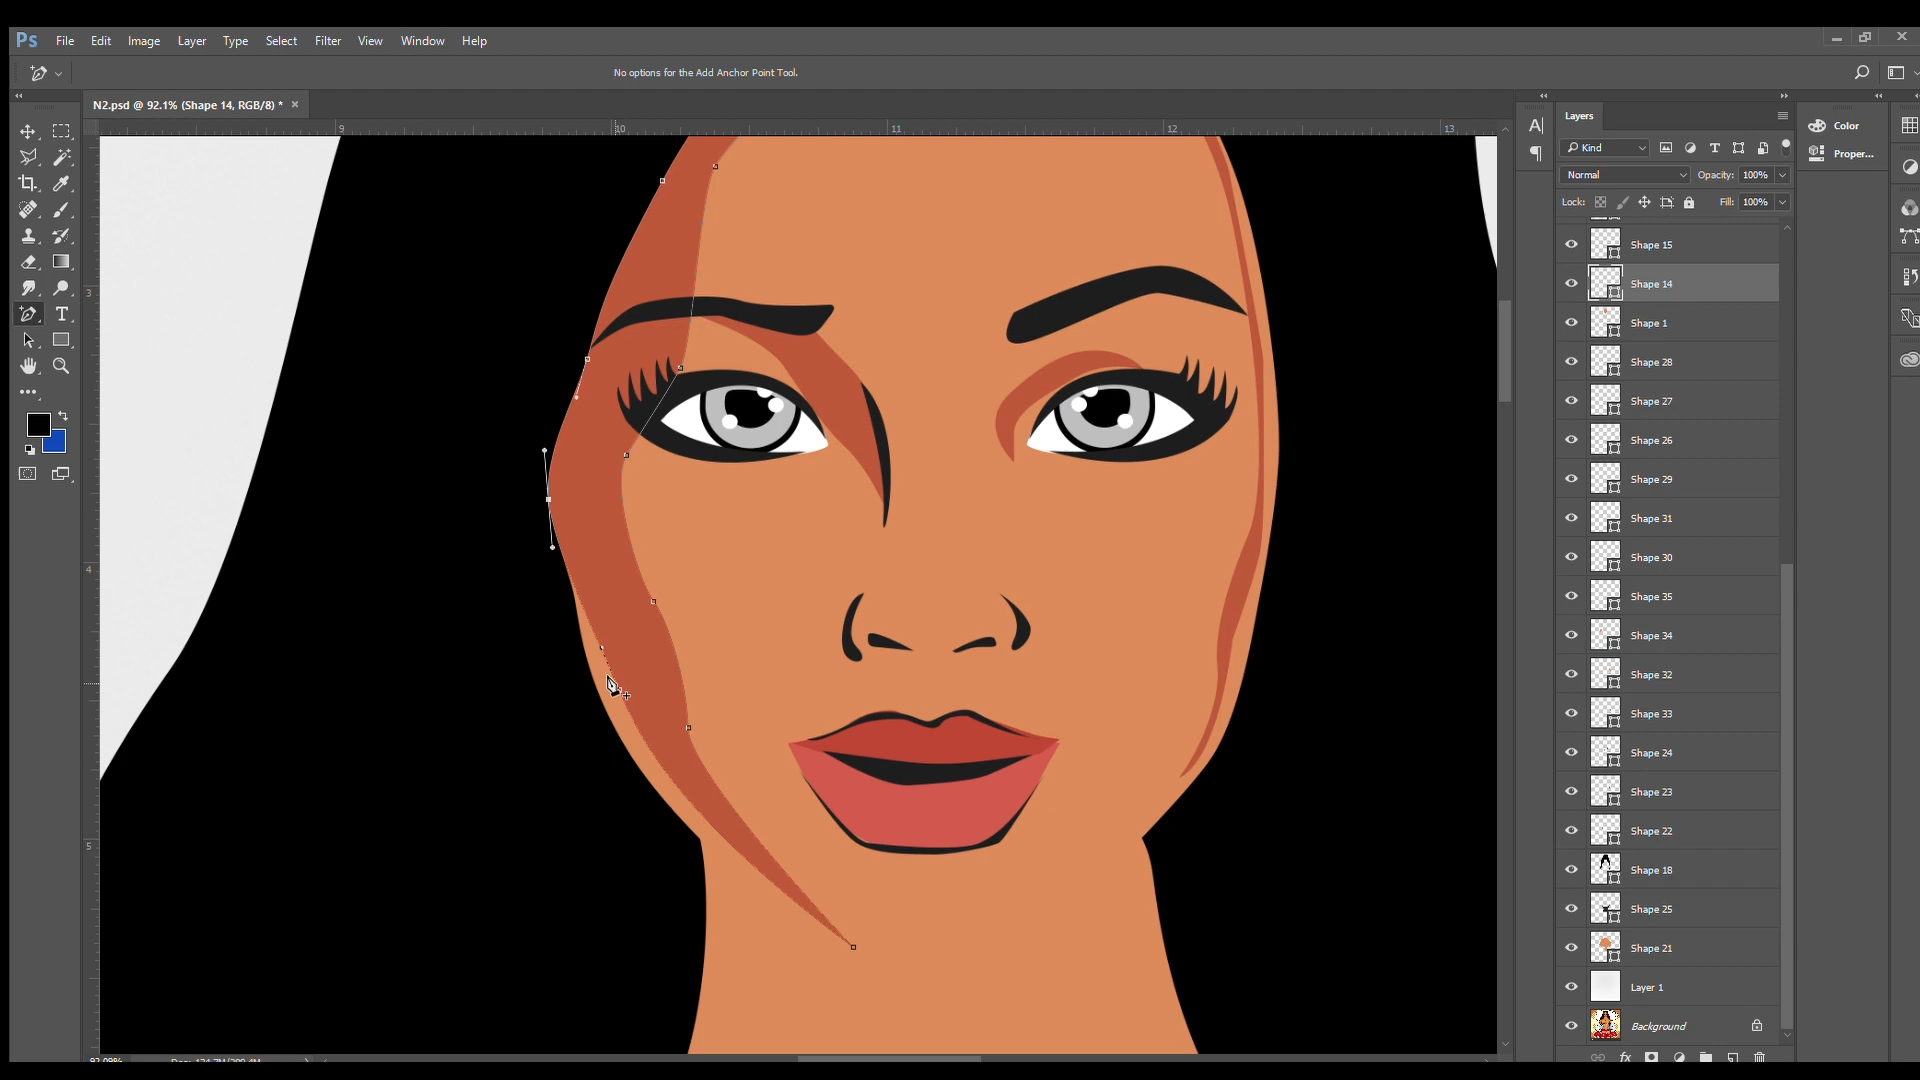 Ps File Edit Image Layer Type Select Filter View Window Help
No options for the Add Anchor Point Tool.
N2.psd @ 92.1% (Shape 14, RGB/8) *
9 10 11 12 13
3
4
5
Layers
Kind
Normal Opacity: 100%
Lock: Fill: 100%
Shape 15
Shape 14
Shape 1
Shape 28
Shape 27
Shape 26
Shape 29
Shape 31
Shape 30
Shape 35
Shape 34
Shape 32
Shape 33
Shape 24
Shape 23
Shape 22
Shape 18
Shape 25
Shape 21
Layer 1
Background
Color
Proper...